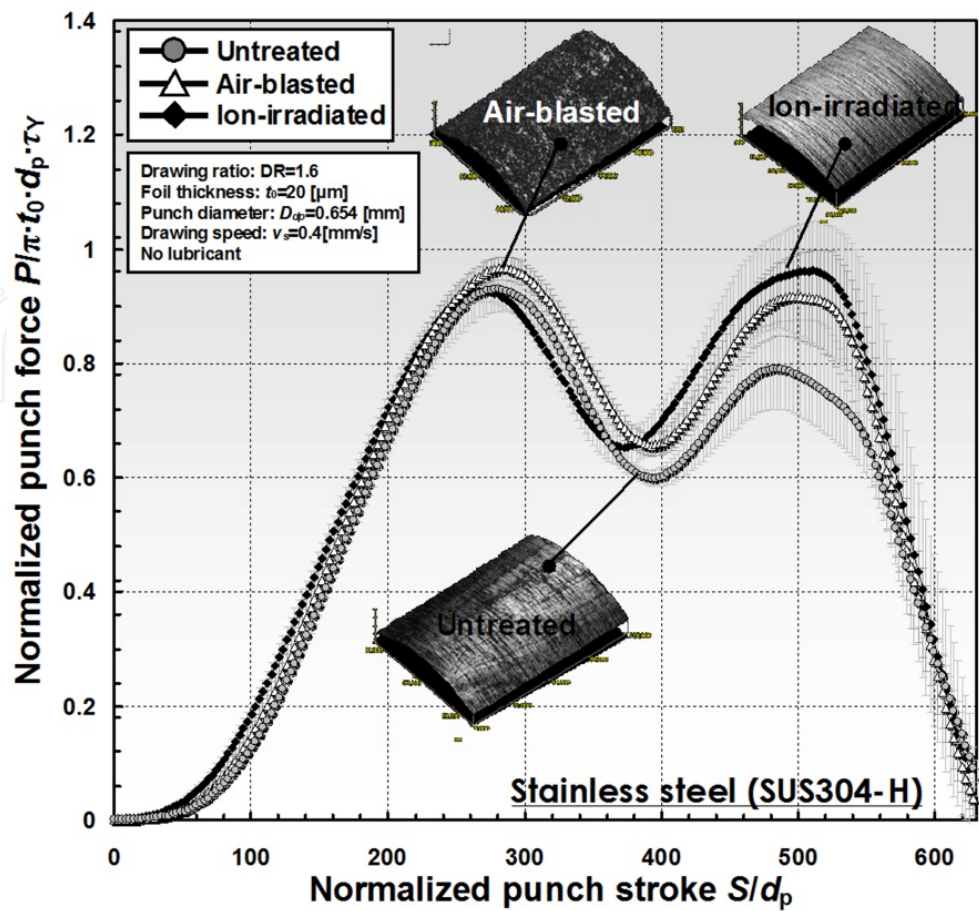 Normalized punch force P/π·t₀·dₚ·τY
1.4
1.2
1
0.8
0.6
0.4
0.2
0
Untreated
Air-blasted
Ion-irradiated
Drawing ratio: DR=1.6
Foil thickness: t₀=20 [μm]
Punch diameter: Ddp=0.654 [mm]
Drawing speed: vs=0.4[mm/s]
No lubricant
Air-blasted
Ion-irradiated
Untreated
Stainless steel (SUS304-H)
0 100 200 300 400 500 600
Normalized punch stroke S/dₚ